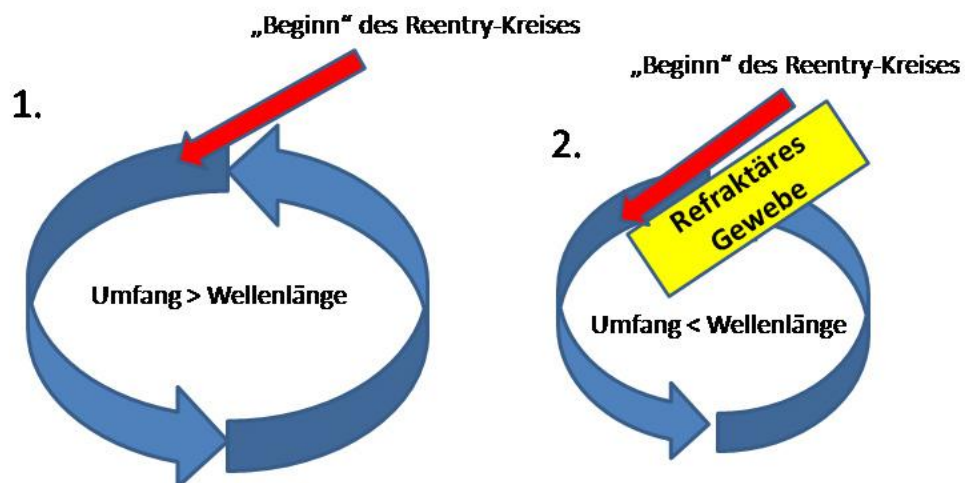 „Beginn“ des Reentry-Kreises
1.
Umfang > Wellenlänge
„Beginn“ des Reentry-Kreises
2.
Refraktäres
Gewebe
Umfang < Wellenlänge